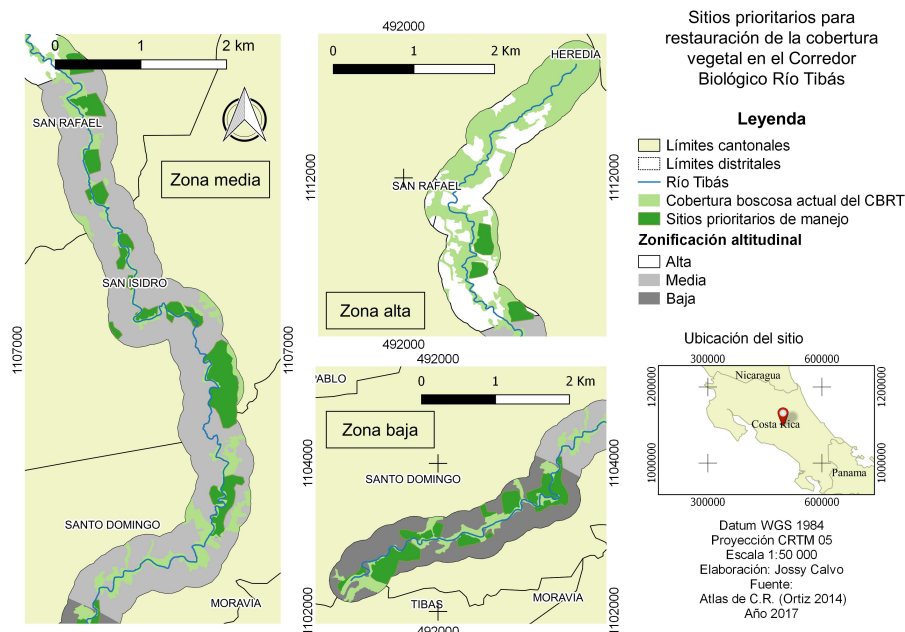 0 1 2 km
SAN RAFAEL
Zona media
SAN ISIDRO
1107000
1107000
SANTO DOMINGO
MORAVIA
492000
0 1 2 Km
HEREDIA
1112000
1112000
SAN RAFAEL
Zona alta
492000
492000
PABLO
0 1 2 Km
Zona baja
1104000
1104000
SANTO DOMINGO
1102000
1102000
TIBAS
MORAVIA
492000
Sitios prioritarios para
restauración de la cobertura
vegetal en el Corredor
Biológico Río Tibás
Leyenda
Límites cantonales
Límites distritales
Río Tibás
Cobertura boscosa actual del CBRT
Sitios prioritarios de manejo
Zonificación altitudinal
Alta
Media
Baja
Ubicación del sitio
300000 600000
1200000
1200000
Nicaragua
Costa Rica
Panama
1000000
1000000
300000 600000
Datum WGS 1984
Proyección CRTM 05
Escala 1:50 000
Elaboración: Jossy Calvo
Fuente:
Atlas de C.R. (Ortiz 2014)
Año 2017